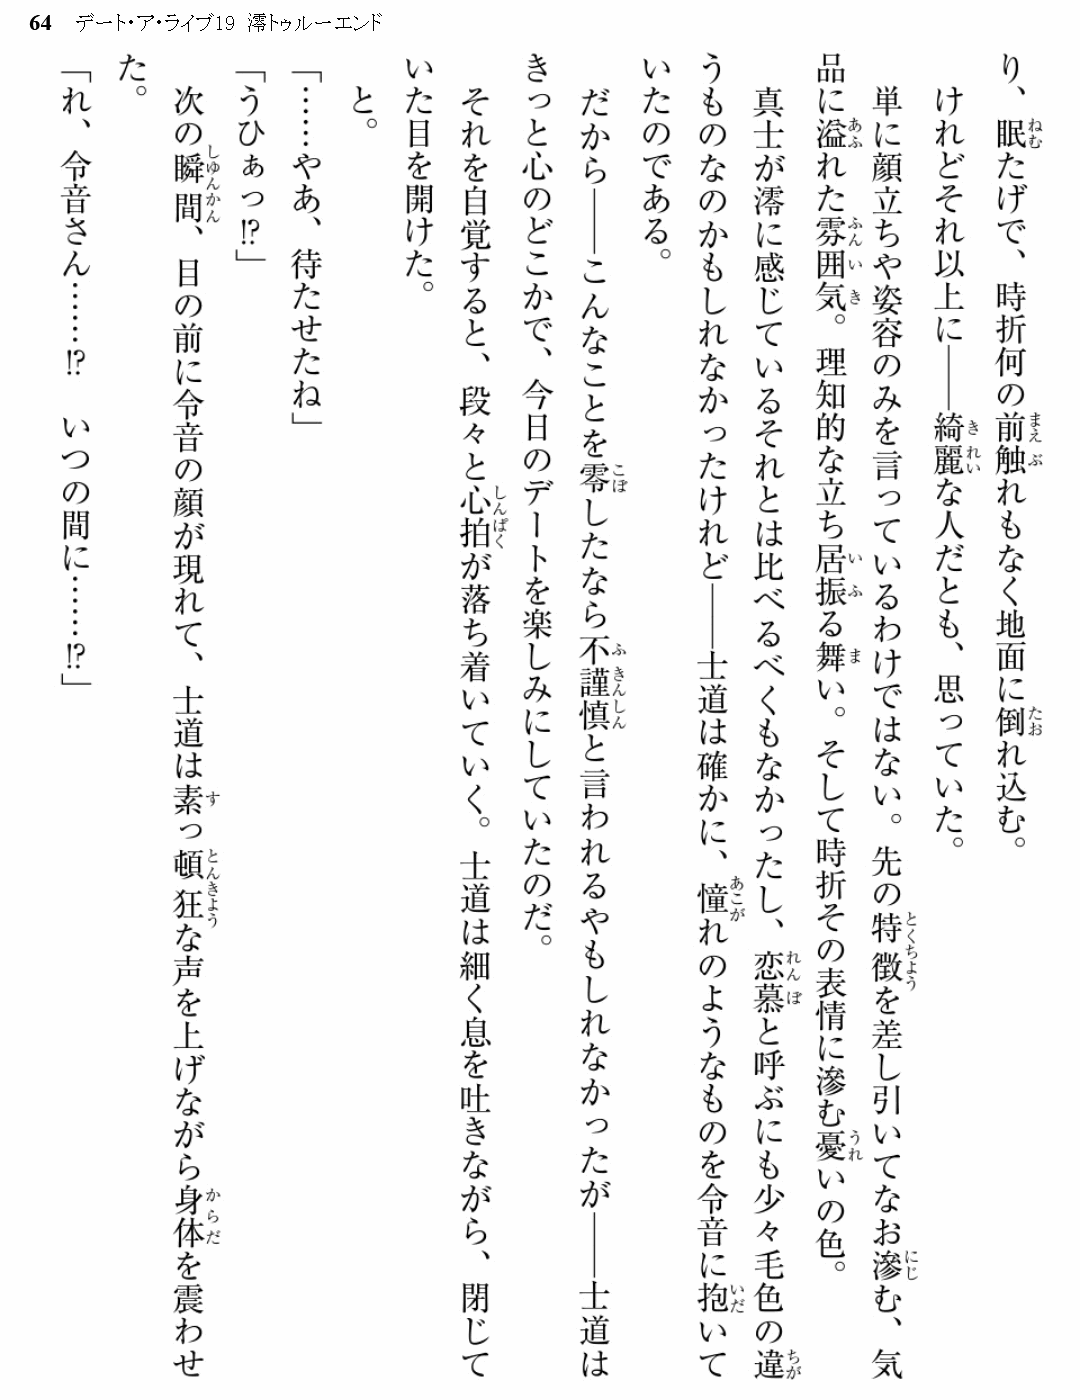 64 デート・ア・ライブ19 澪トゥルーエンド
り、眠たげで、時折何の前触れもなく地面に倒れ込む。
けれどそれ以上に——綺麗な人だとも、思っていた。
単に顔立ちや姿容のみを言っているわけではない。先の特徴を差し引いてなお滲む、気
品に溢れた雰囲気。理知的な立ち居振る舞い。そして時折その表情に滲む憂いの色。
真士が澪に感じているそれとは比べるべくもなかったし、恋慕と呼ぶにも少々毛色の違
うものなのかもしれなかったけれど——士道は確かに、憧れのようなものを令音に抱いて
いたのである。
だから——こんなことを零したなら不謹慎と言われるやもしれなかったが——士道は
きっと心のどこかで、今日のデートを楽しみにしていたのだ。
それを自覚すると、段々と心拍が落ち着いていく。士道は細く息を吐きながら、閉じて
いた目を開けた。
と。
「……やあ、待たせたね」
「うひぁっ!?」
次の瞬間、目の前に令音の顔が現れて、士道は素っ頓狂な声を上げながら身体を震わせ
た。
「れ、令音さん……!?　いつの間に……!?」